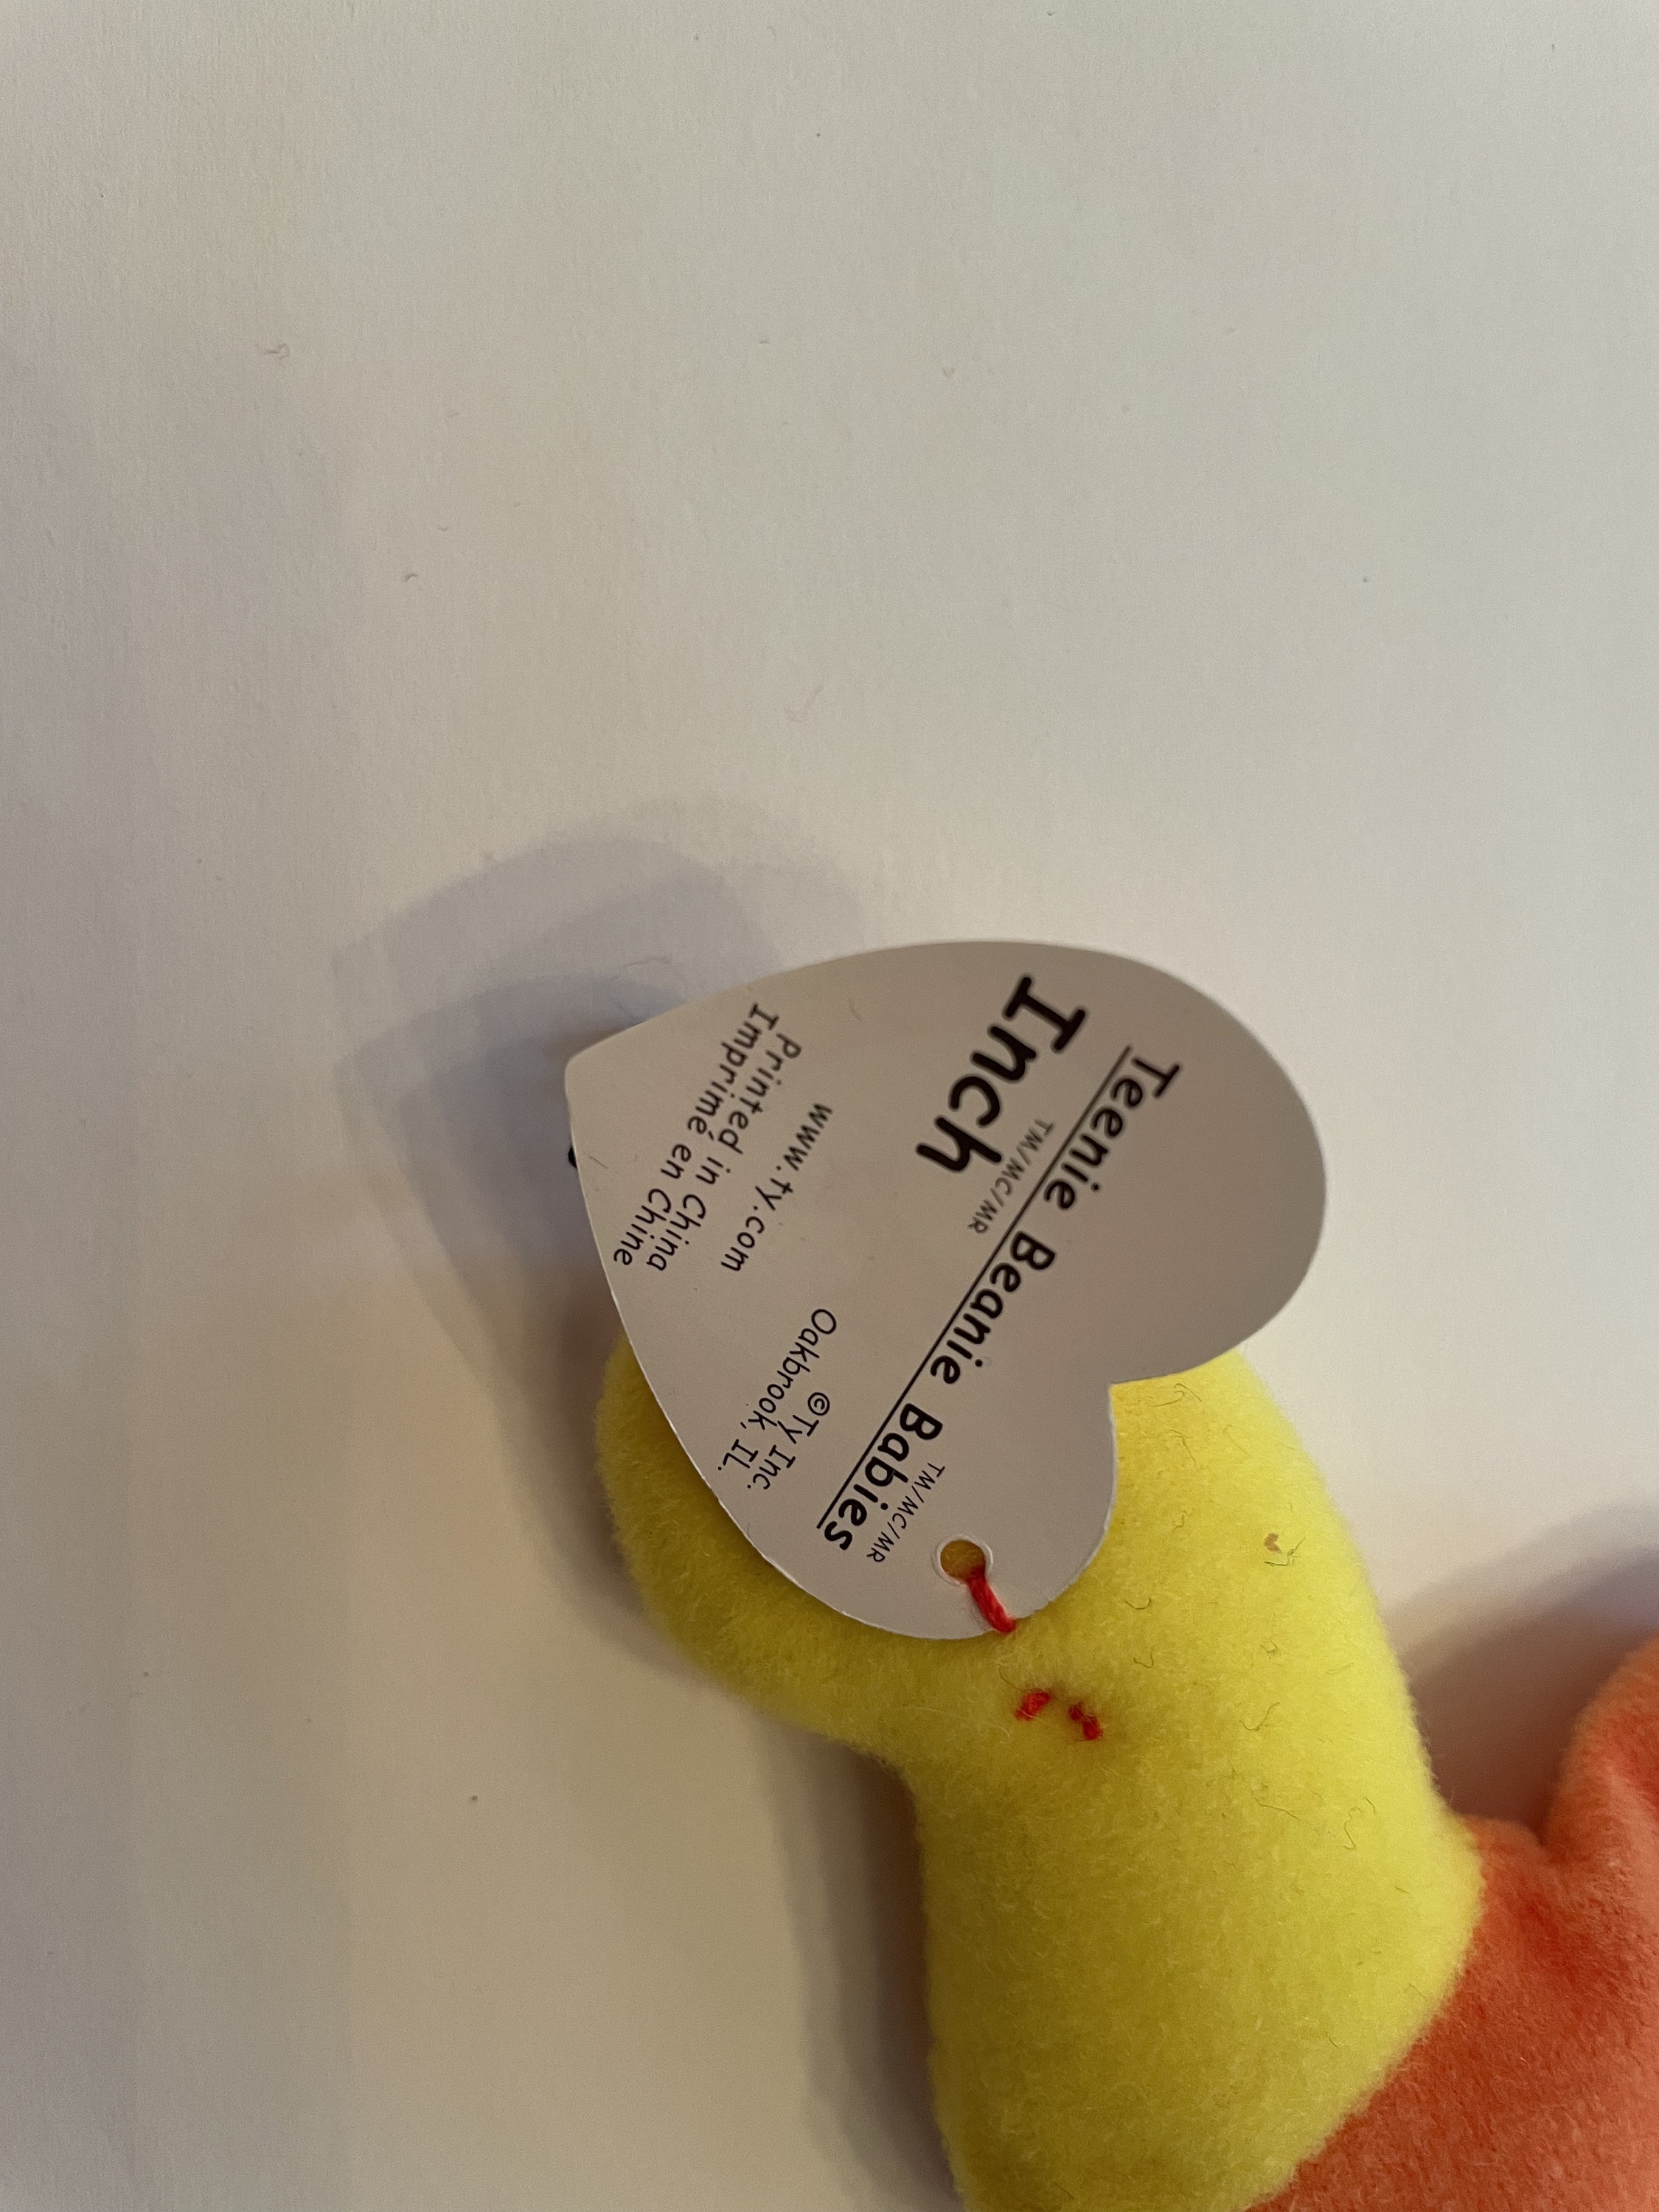 Teenie Beanie Babies
TM/MC/MR
Inch
TM/MC/MR
©Ty Inc.
Oakbrook, IL.
www.ty.com
Printed in China
Imprimé en Chine